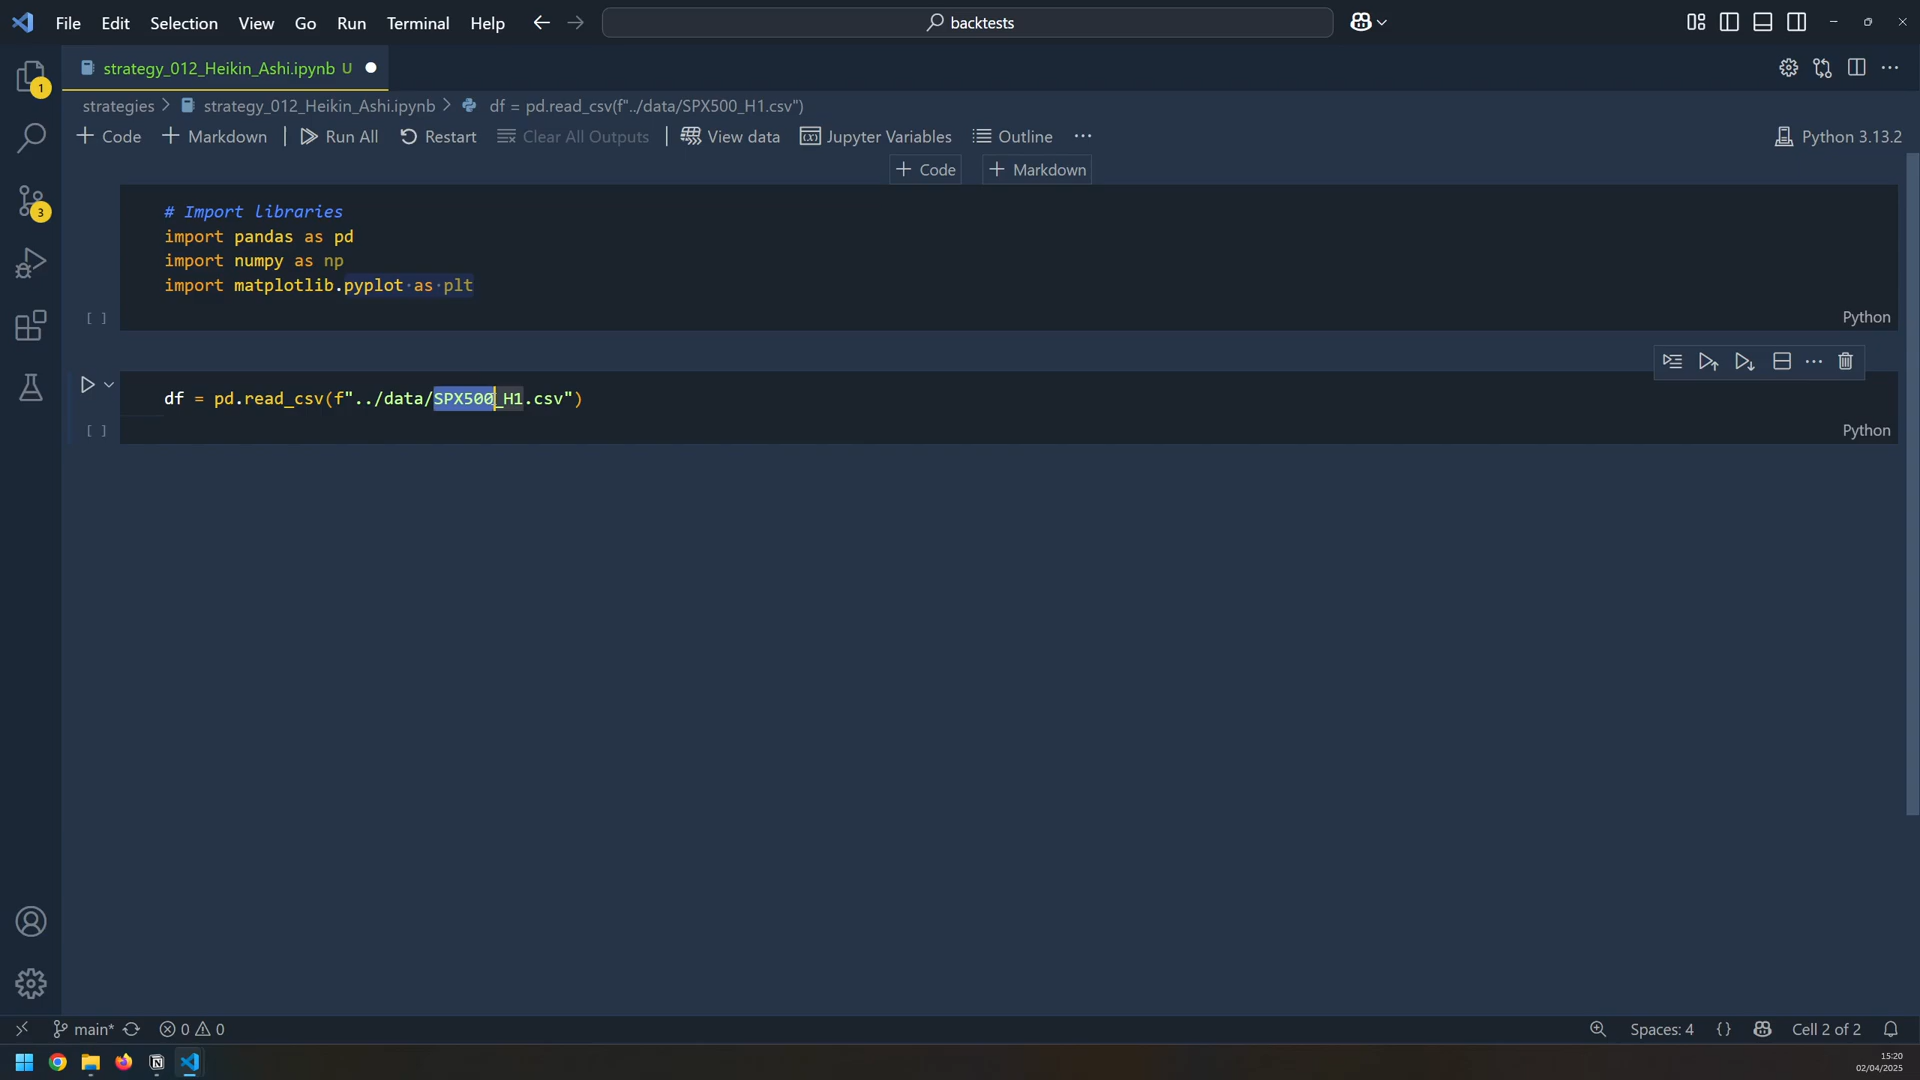 File Edit Selection View Go Run Terminal Help backtests
strategy_012_Heikin_Ashi.ipynb U
strategies > strategy_012_Heikin_Ashi.ipynb > df = pd.read_csv(f"../data/SPX500_H1.csv")
+ Code + Markdown | Run All Restart Clear All Outputs | View data Jupyter Variables Outline ··· Python 3.13.2
+ Code + Markdown
# Import libraries
import pandas as pd
import numpy as np
import matplotlib.pyplot as plt
[ ] Python
df = pd.read_csv(f"../data/SPX500_H1.csv")
[ ] Python
1
3
main* 0 0 Spaces: 4 {} Cell 2 of 2
15:20
02/04/2025